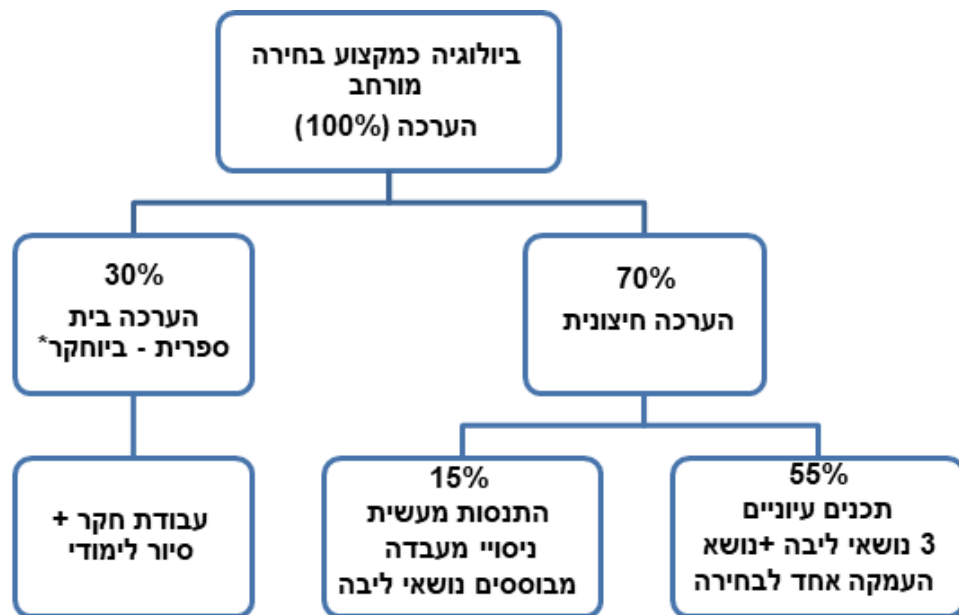 ביולוגיה כמקצוע בחירה
מורחב
הערכה (100%)
70%
הערכה חיצונית
30%
הערכה בית
ספרית - ביוחקר*
55%
תכנים עיוניים
3 נושאי ליבה +נושא
העמקה אחד לבחירה
15%
התנסות מעשית
ניסויי מעבדה
מבוססים נושאי ליבה
עבודת חקר +
סיור לימודי